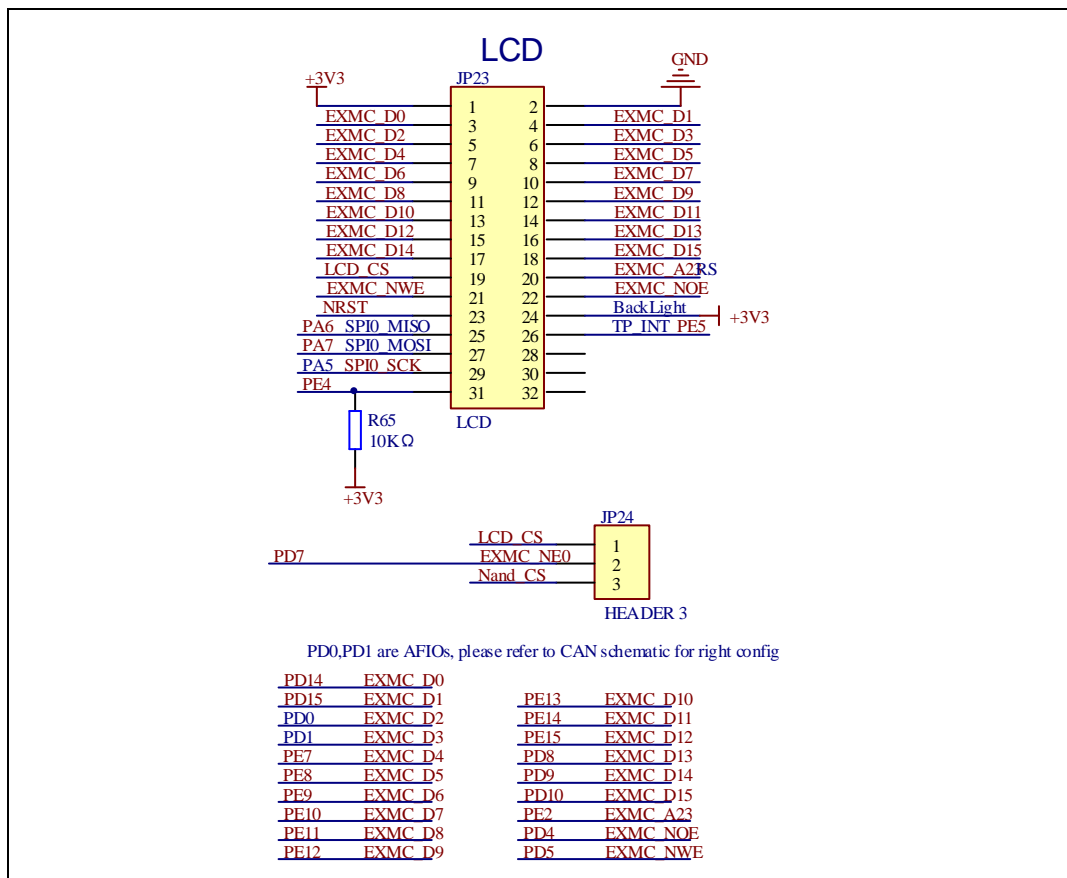 LCD
GND
+3V3 JP23
1 2
EXMC_D0 3 4 EXMC_D1
EXMC_D2 5 6 EXMC_D3
EXMC_D4 7 8 EXMC_D5
EXMC_D6 9 10 EXMC_D7
EXMC_D8 11 12 EXMC_D9
EXMC_D10 13 14 EXMC_D11
EXMC_D12 15 16 EXMC_D13
EXMC_D14 17 18 EXMC_D15
LCD_CS 19 20 EXMC_A23 RS
EXMC_NWE 21 22 EXMC_NOE
NRST 23 24 BackLight +3V3
PA6 SPI0_MISO 25 26 TP_INT PE5
PA7 SPI0_MOSI 27 28
PA5 SPI0_SCK 29 30
PE4 31 32
R65 LCD
10KΩ
+3V3
JP24
LCD_CS 1
PD7 EXMC_NE0 2
Nand_CS 3
HEADER 3
PD0,PD1 are AFIOs, please refer to CAN schematic for right config
PD14 EXMC_D0
PD15 EXMC_D1
PD0 EXMC_D2
PD1 EXMC_D3
PE7 EXMC_D4
PE8 EXMC_D5
PE9 EXMC_D6
PE10 EXMC_D7
PE11 EXMC_D8
PE12 EXMC_D9
PE13 EXMC_D10
PE14 EXMC_D11
PE15 EXMC_D12
PD8 EXMC_D13
PD9 EXMC_D14
PD10 EXMC_D15
PE2 EXMC_A23
PD4 EXMC_NOE
PD5 EXMC_NWE